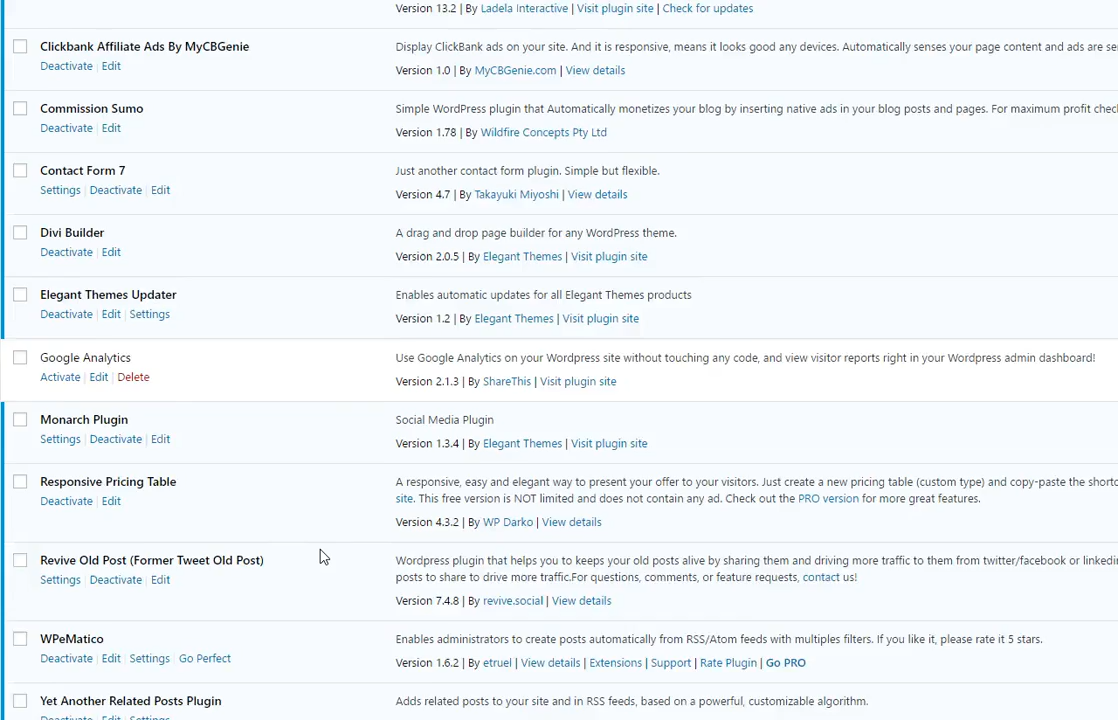 Version 13.2 | By Ladela Interactive | Visit plugin site | Check for updates
Clickbank Affiliate Ads By MyCBGenie
Display ClickBank ads on your site. And it is responsive, means it looks good any devices. Automatically senses your page content and ads are se
Deactivate | Edit
Version 1.0 | By MyCBGenie.com | View details
Commission Sumo
Simple WordPress plugin that Automatically monetizes your blog by inserting native ads in your blog posts and pages. For maximum profit chec
Deactivate | Edit
Version 1.78 | By Wildfire Concepts Pty Ltd
Contact Form 7
Just another contact form plugin. Simple but flexible.
Settings | Deactivate | Edit
Version 4.7 | By Takayuki Miyoshi | View details
Divi Builder
A drag and drop page builder for any WordPress theme.
Deactivate | Edit
Version 2.0.5 | By Elegant Themes | Visit plugin site
Elegant Themes Updater
Enables automatic updates for all Elegant Themes products
Deactivate | Edit | Settings
Version 1.2 | By Elegant Themes | Visit plugin site
Google Analytics
Use Google Analytics on your Wordpress site without touching any code, and view visitor reports right in your Wordpress admin dashboard!
Activate | Edit | Delete
Version 2.1.3 | By ShareThis | Visit plugin site
Monarch Plugin
Social Media Plugin
Settings | Deactivate | Edit
Version 1.3.4 | By Elegant Themes | Visit plugin site
Responsive Pricing Table
A responsive, easy and elegant way to present your offer to your visitors. Just create a new pricing table (custom type) and copy-paste the shortc
Deactivate | Edit
site. This free version is NOT limited and does not contain any ad. Check out the PRO version for more great features.
Version 4.3.2 | By WP Darko | View details
Revive Old Post (Former Tweet Old Post)
Wordpress plugin that helps you to keeps your old posts alive by sharing them and driving more traffic to them from twitter/facebook or linkedin
Settings | Deactivate | Edit
posts to share to drive more traffic.For questions, comments, or feature requests, contact us!
Version 7.4.8 | By revive.social | View details
WPeMatico
Enables administrators to create posts automatically from RSS/Atom feeds with multiples filters. If you like it, please rate it 5 stars.
Deactivate | Edit | Settings Go Perfect
Version 1.6.2 | By etruel | View details | Extensions | Support | Rate Plugin | Go PRO
Yet Another Related Posts Plugin
Adds related posts to your site and in RSS feeds, based on a powerful, customizable algorithm.
Deactivate | Edit | Settings